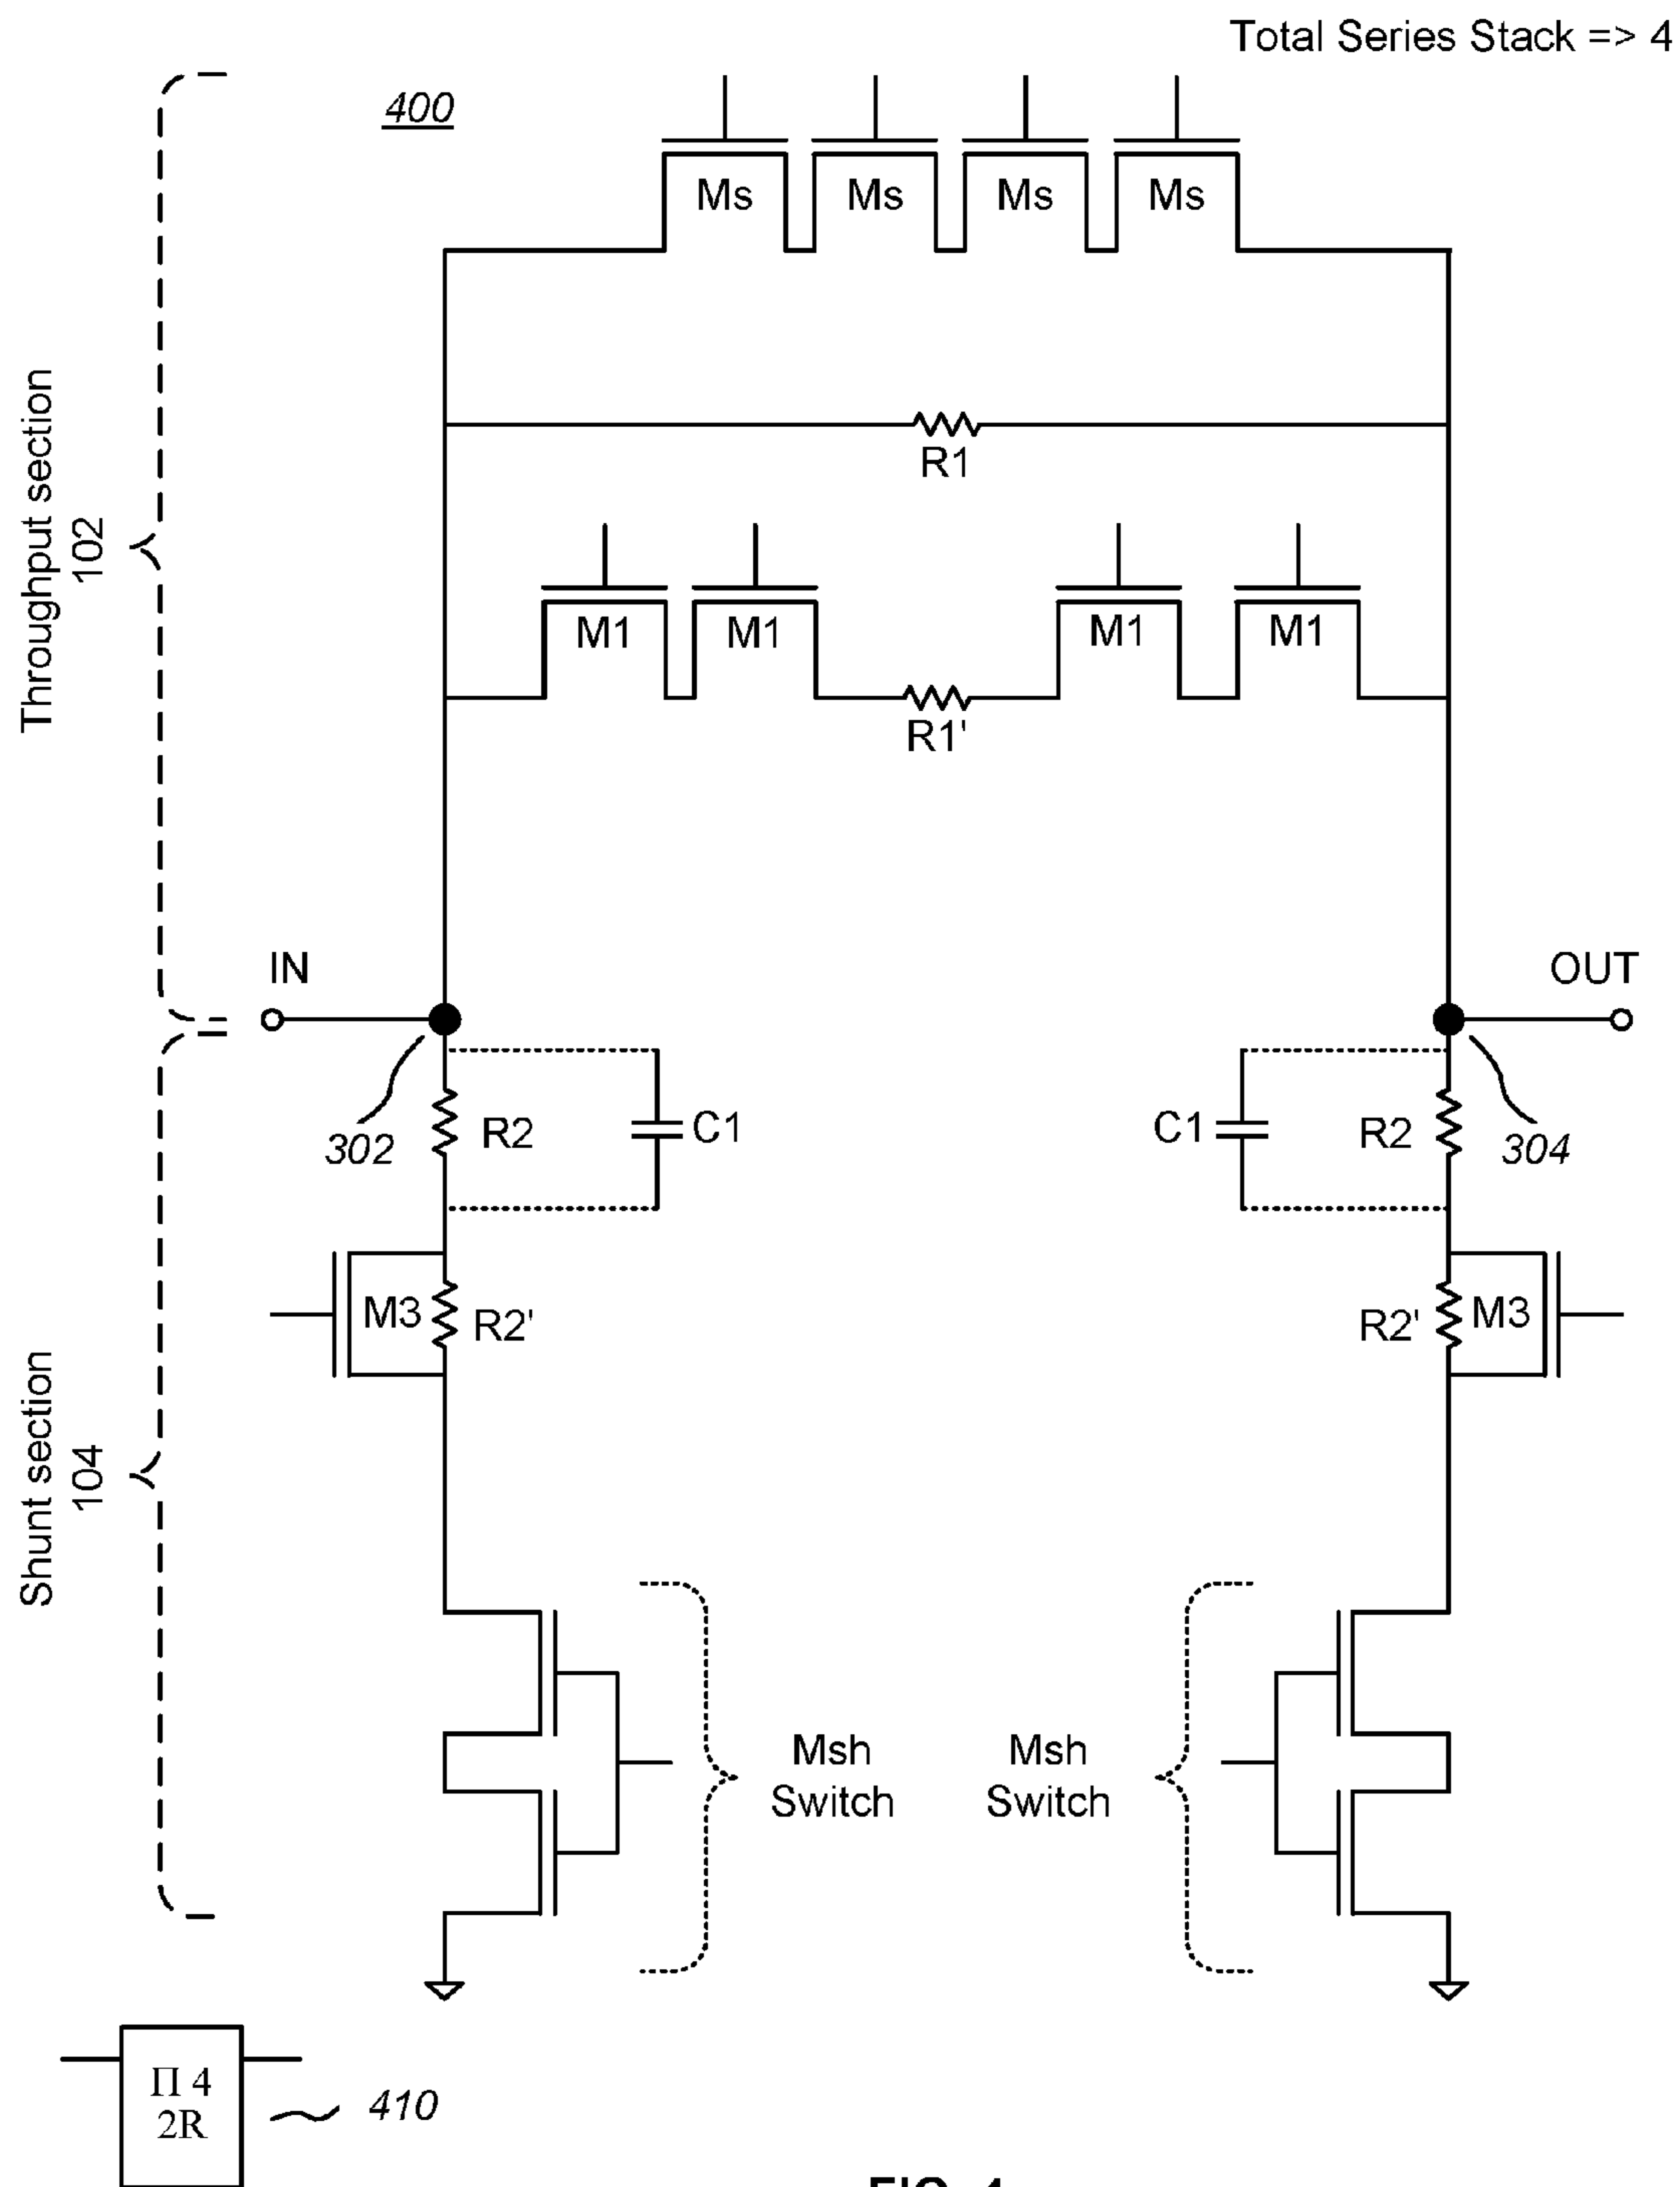 Total Series Stack => 4
400
Ms Ms Ms Ms
R1
M1 M1 M1 M1
R1'
Throughput section
102
IN
OUT
302
R2
C1
C1
R2
304
M3
R2'
R2'
M3
Shunt section
104
Msh
Switch
Msh
Switch
Π 4
2R
410